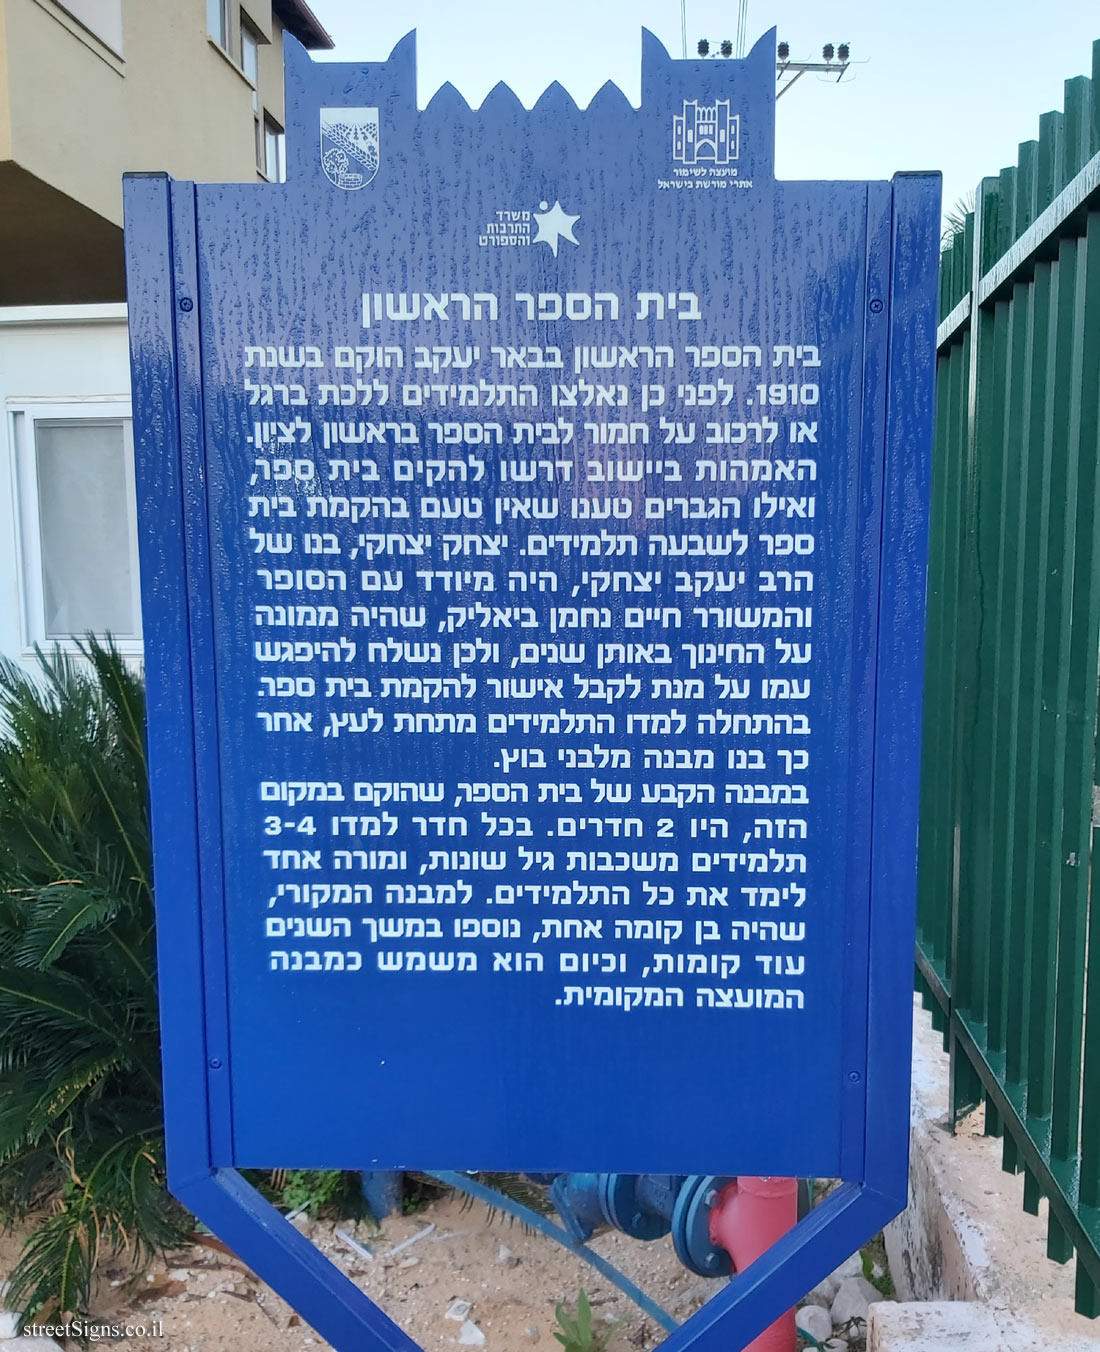 מועצה לשימור
אתרי מורשת בישראל
משרד
התרבות
והספורט
בית הספר הראשון
בית הספר הראשון בבאר יעקב הוקם בשנת
1910. לפני כן נאלצו התלמידים ללכת ברגל
או לרכוב על חמור לבית הספר בראשון לציון.
האמהות ביישוב דרשו להקים בית ספר,
ואילו הגברים טענו שאין טעם בהקמת בית
ספר לשבעה תלמידים. יצחק יצחקי, בנו של
הרב יעקב יצחקי, היה מיודד עם הסופר
והמשורר חיים נחמן ביאליק, שהיה ממונה
על החינוך באותן שנים, ולכן נשלח להיפגש
עמו על מנת לקבל אישור להקמת בית ספר.
בהתחלה למדו התלמידים מתחת לעץ, אחר
כך בנו מבנה מלבני בוץ.
במבנה הקבע של בית הספר, שהוקם במקום
הזה, היו 2 חדרים. בכל חדר למדו 3-4
תלמידים משכבות גיל שונות, ומורה אחד
לימד את כל התלמידים. למבנה המקורי,
שהיה בן קומה אחת, נוספו במשך השנים
עוד קומות, וכיום הוא משמש כמבנה
המועצה המקומית.
streetSigns.co.il